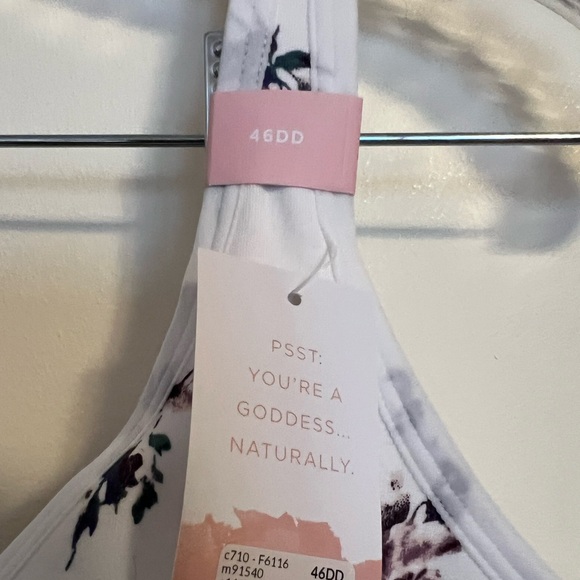 46DD
PSST:
YOU'RE A
GODDESS...
NATURALLY.
c710 - F6116
m91540 46DD